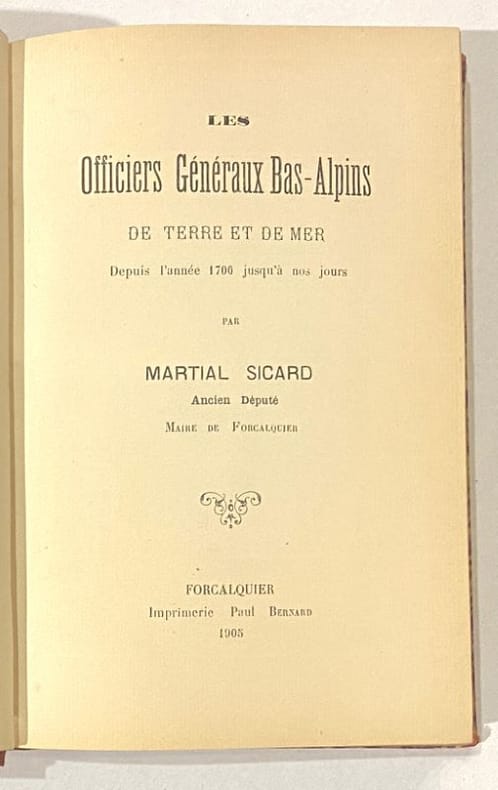 LES
Officiers Généraux Bas-Alpins
DE TERRE ET DE MER
Depuis l'année 1700 jusqu'à nos jours
PAR
MARTIAL SICARD
Ancien Député
MAIRE DE FORCALQUIER
FORCALQUIER
Imprimerie Paul BERNARD
1905